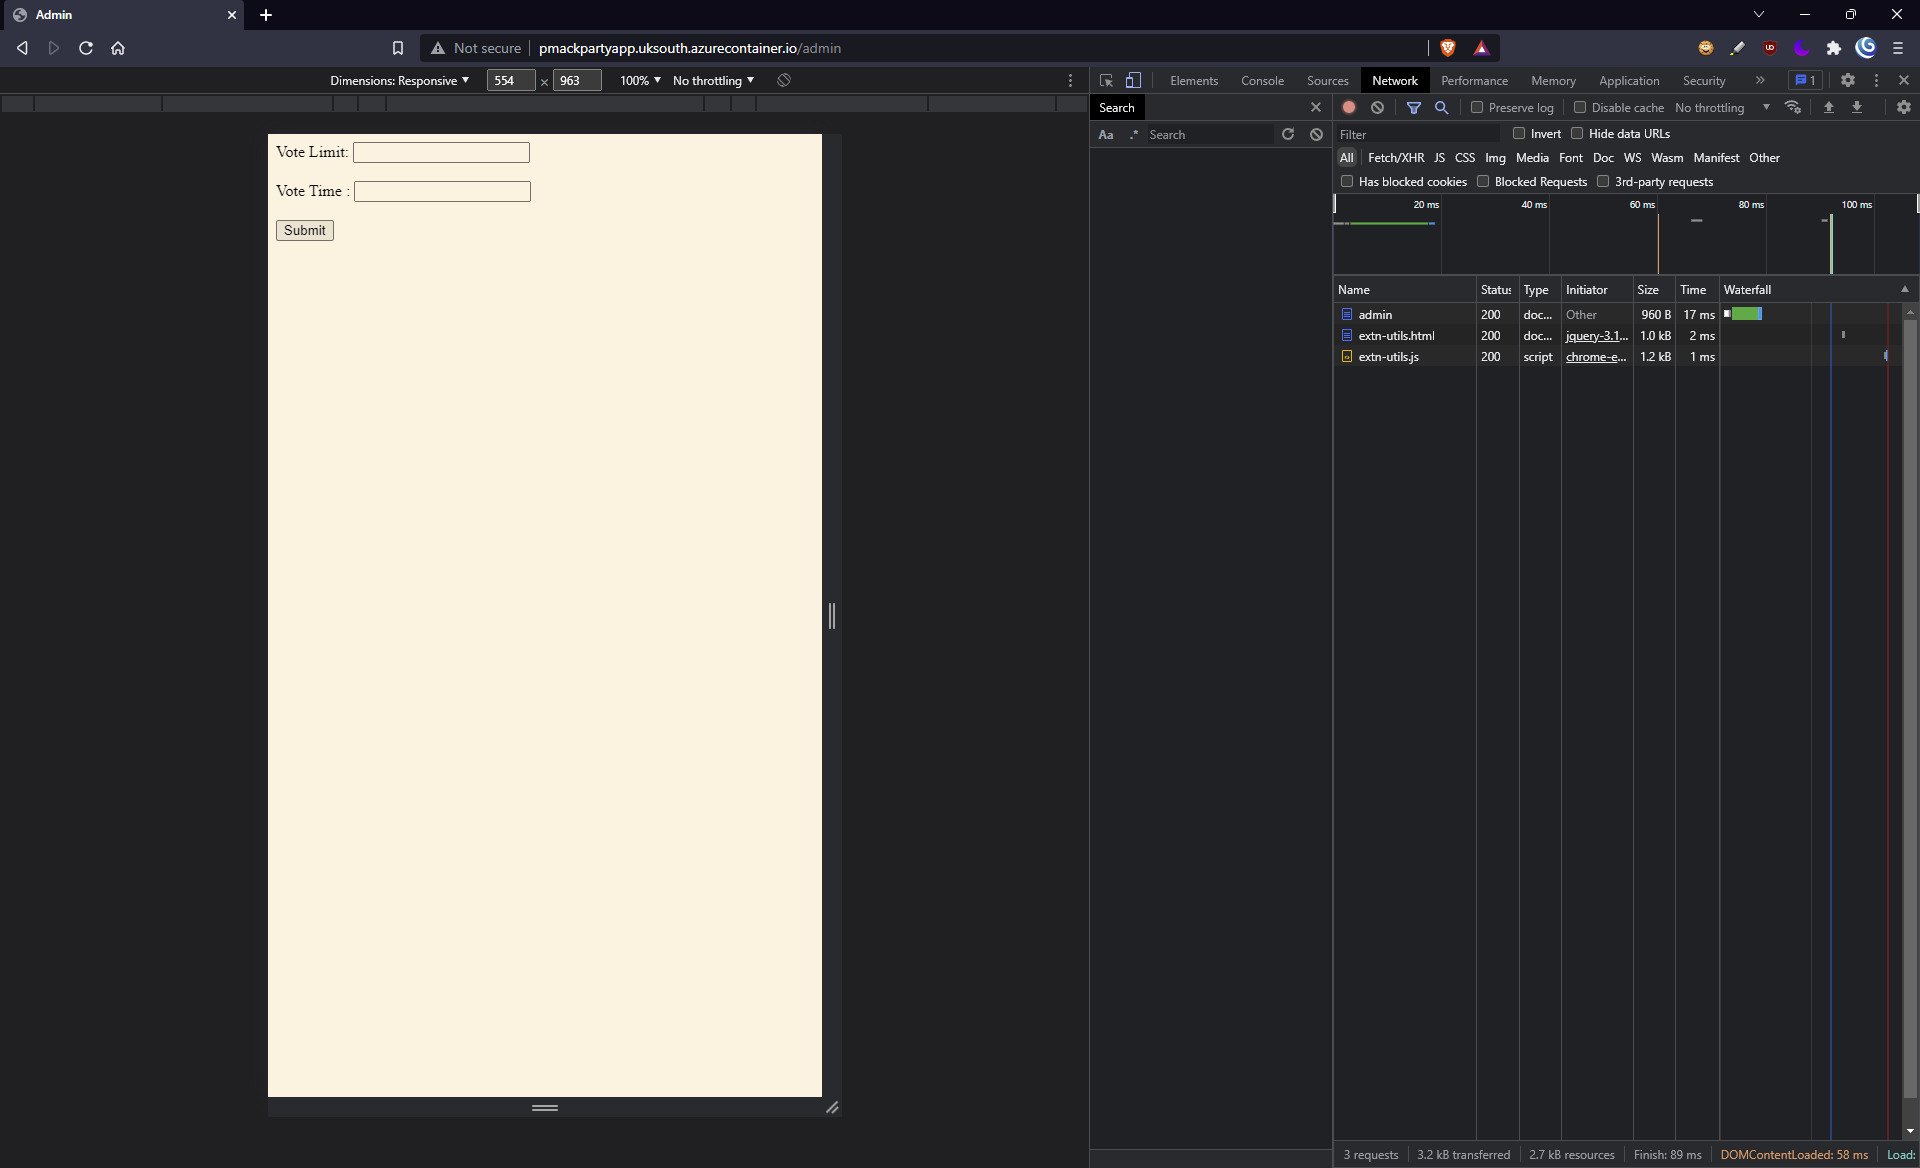 Admin
Not secure pmackpartyapp.uksouth.azurecontainer.io/admin
Dimensions: Responsive 554 × 963 100% No throttling
Elements Console Sources Network Performance Memory Application Security » 1
Search
Preserve log Disable cache No throttling
Aa .* Search
Filter Invert Hide data URLs
All Fetch/XHR JS CSS Img Media Font Doc WS Wasm Manifest Other
Has blocked cookies Blocked Requests 3rd-party requests
20 ms 40 ms 60 ms 80 ms 100 ms
Name Status Type Initiator Size Time Waterfall
admin 200 doc... Other 960 B 17 ms
extn-utils.html 200 doc... jquery-3.1... 1.0 kB 2 ms
extn-utils.js 200 script chrome-e... 1.2 kB 1 ms
Vote Limit:
Vote Time :
Submit
3 requests 3.2 kB transferred 2.7 kB resources Finish: 89 ms DOMContentLoaded: 58 ms Load: